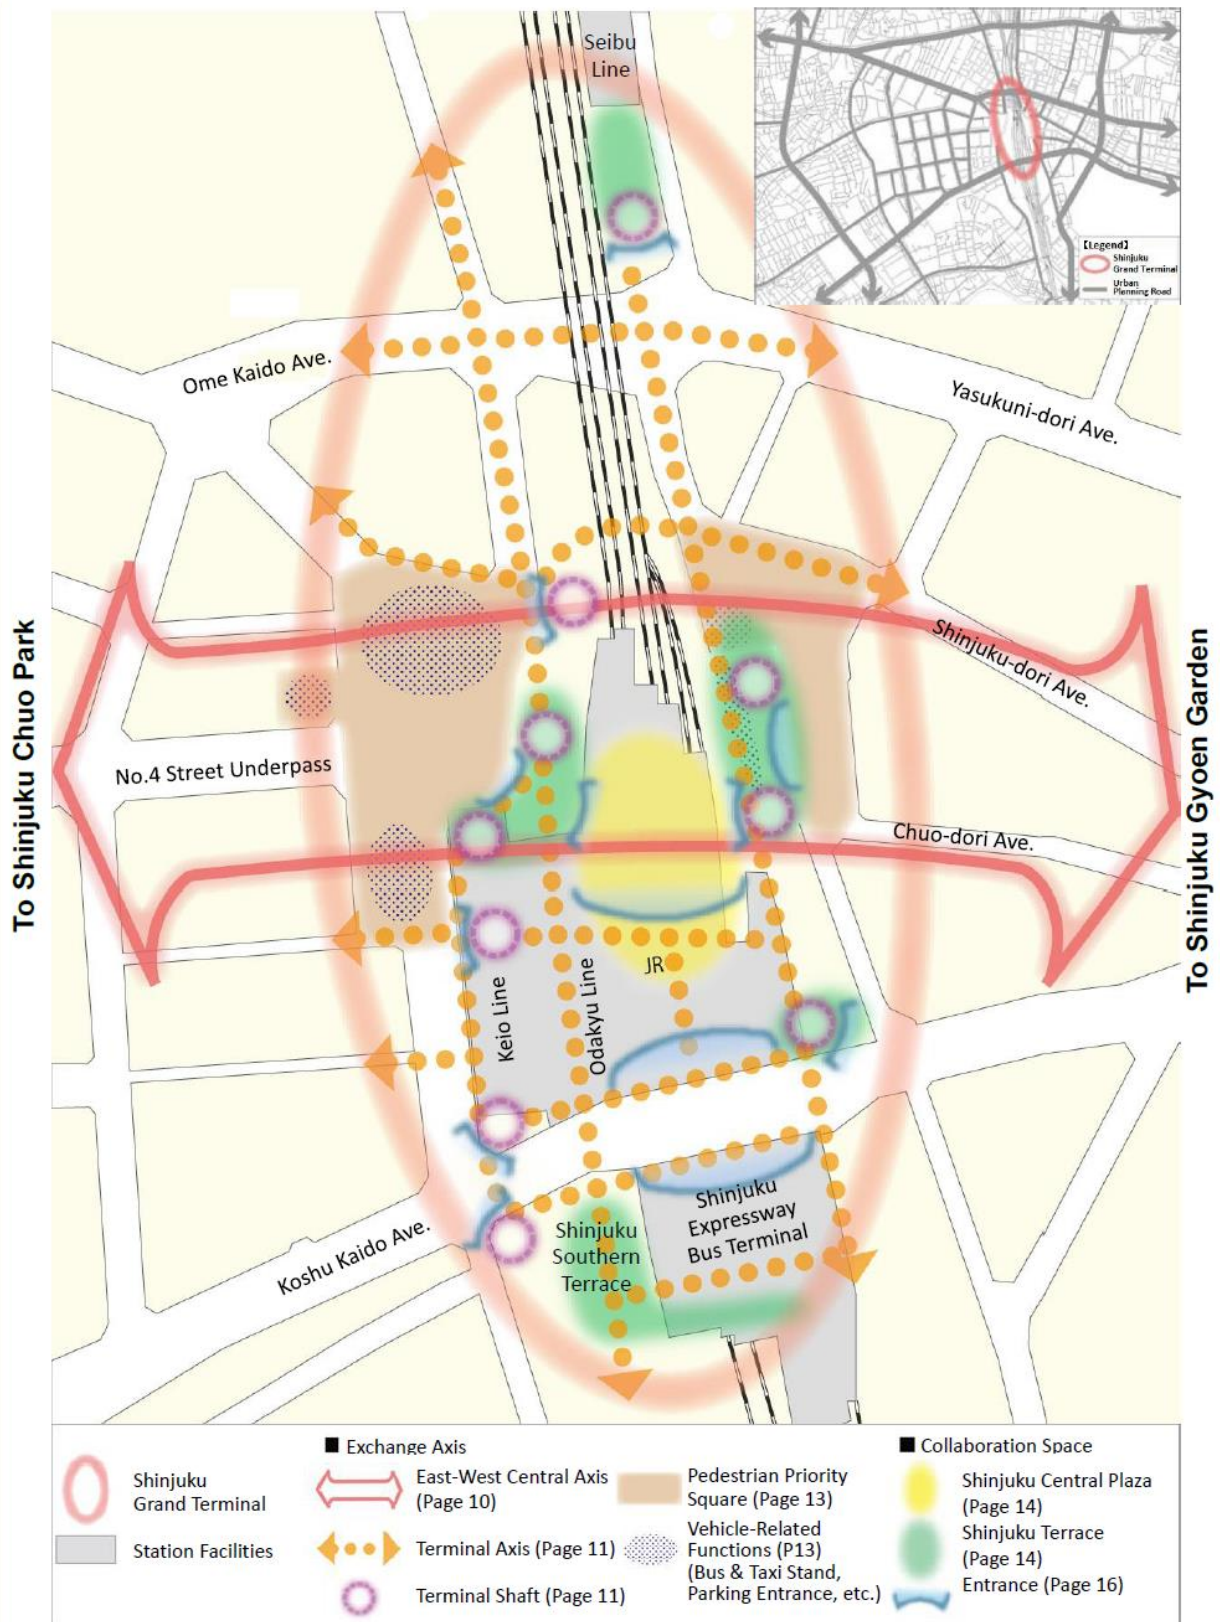 Seibu
Line
【Legend】
Shinjuku
Grand Terminal
Urban
Planning Road
Ome Kaido Ave.
Yasukuni-dori Ave.
To Shinjuku Chuo Park
No.4 Street Underpass
Shinjuku-dori Ave.
To Shinjuku Gyoen Garden
Chuo-dori Ave.
JR
Keio Line
Odakyu Line
Koshu Kaido Ave.
Shinjuku
Southern
Terrace
Shinjuku
Expressway
Bus Terminal
Shinjuku
Grand Terminal
Station Facilities
■ Exchange Axis
East-West Central Axis
(Page 10)
Terminal Axis (Page 11)
Terminal Shaft (Page 11)
Pedestrian Priority
Square (Page 13)
Vehicle-Related
Functions (P13)
(Bus & Taxi Stand,
Parking Entrance, etc.)
■ Collaboration Space
Shinjuku Central Plaza
(Page 14)
Shinjuku Terrace
(Page 14)
Entrance (Page 16)